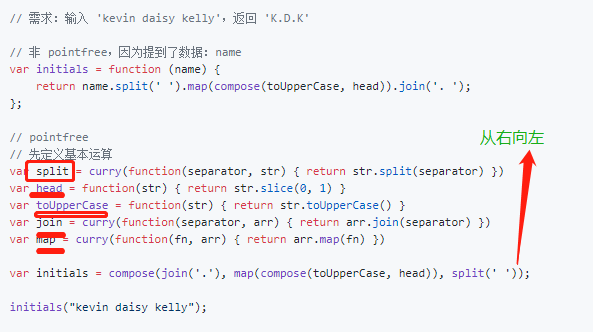 // 需求：输入 'kevin daisy kelly'，返回 'K.D.K'
// 非 pointfree，因为提到了数据：name
var initials = function (name) {
return name.split(' ').map(compose(toUpperCase, head)).join('. ');
};
// pointfree
// 先定义基本运算
从右向左
var split = curry(function(separator, str) { return str.split(separator) })
var head = function(str) { return str.slice(0, 1) }
var toUpperCase = function(str) { return str.toUpperCase() }
var join = curry(function(separator, arr) { return arr.join(separator) })
var map = curry(function(fn, arr) { return arr.map(fn) })
var initials = compose(join('.'), map(compose(toUpperCase, head)), split(' '));
initials("kevin daisy kelly");